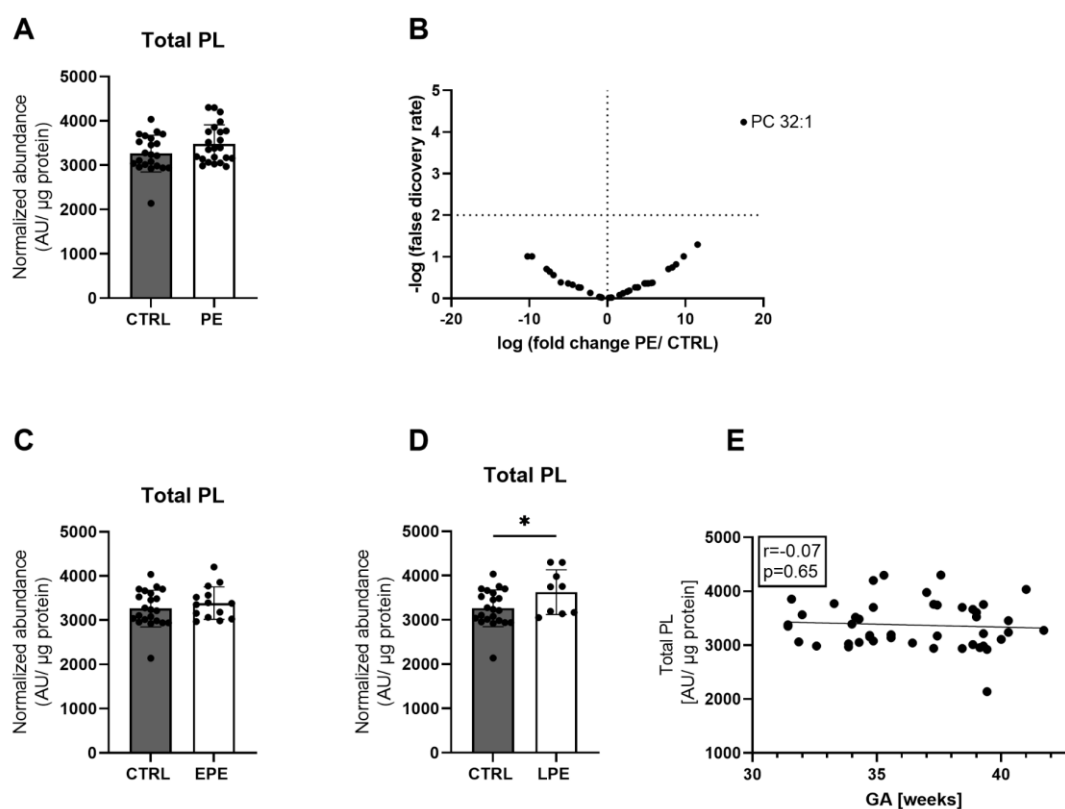 A
Total PL
Normalized abundance
(AU/ µg protein)
5000
4000
3000
2000
1000
0
CTRL PE
B
-log (false dicovery rate)
5
4
3
2
1
0
PC 32:1
-20 -10 0 10 20
log (fold change PE/ CTRL)
C
Total PL
Normalized abundance
(AU/ µg protein)
5000
4000
3000
2000
1000
0
CTRL EPE
D
Total PL
Normalized abundance
(AU/ µg protein)
5000
4000
3000
2000
1000
0
*
CTRL LPE
E
Total PL
[AU/ µg protein]
5000
4000
3000
2000
1000
r=-0.07
p=0.65
30 35 40
GA [weeks]